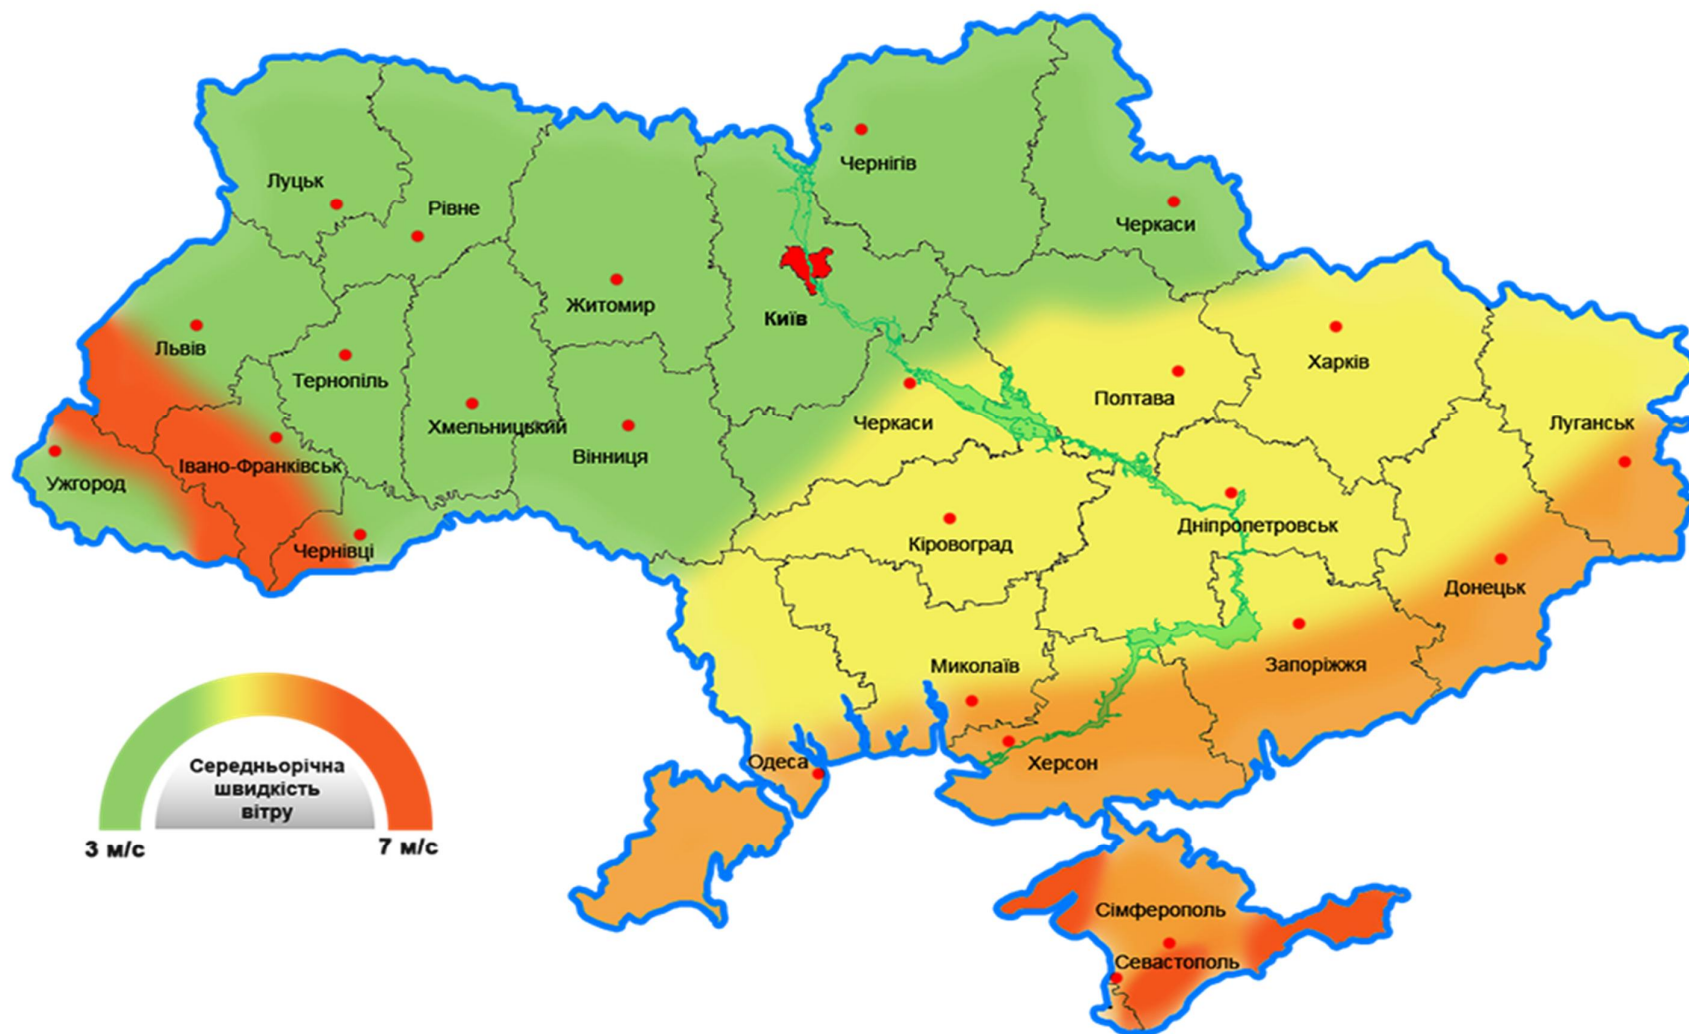 Чернігів
Луцьк
Рівне
Черкаси
Житомир
Київ
Львів
Харків
Тернопіль
Полтава
Черкаси
Луганськ
Хмельницький
Вінниця
Івано-Франківськ
Ужгород
Дніпропетровськ
Кіровоград
Чернівці
Донецьк
Миколаїв
Запоріжжя
Одеса
Херсон
Середньорічна
швидкість
вітру
3 м/с
7 м/с
Сімферополь
Севастополь